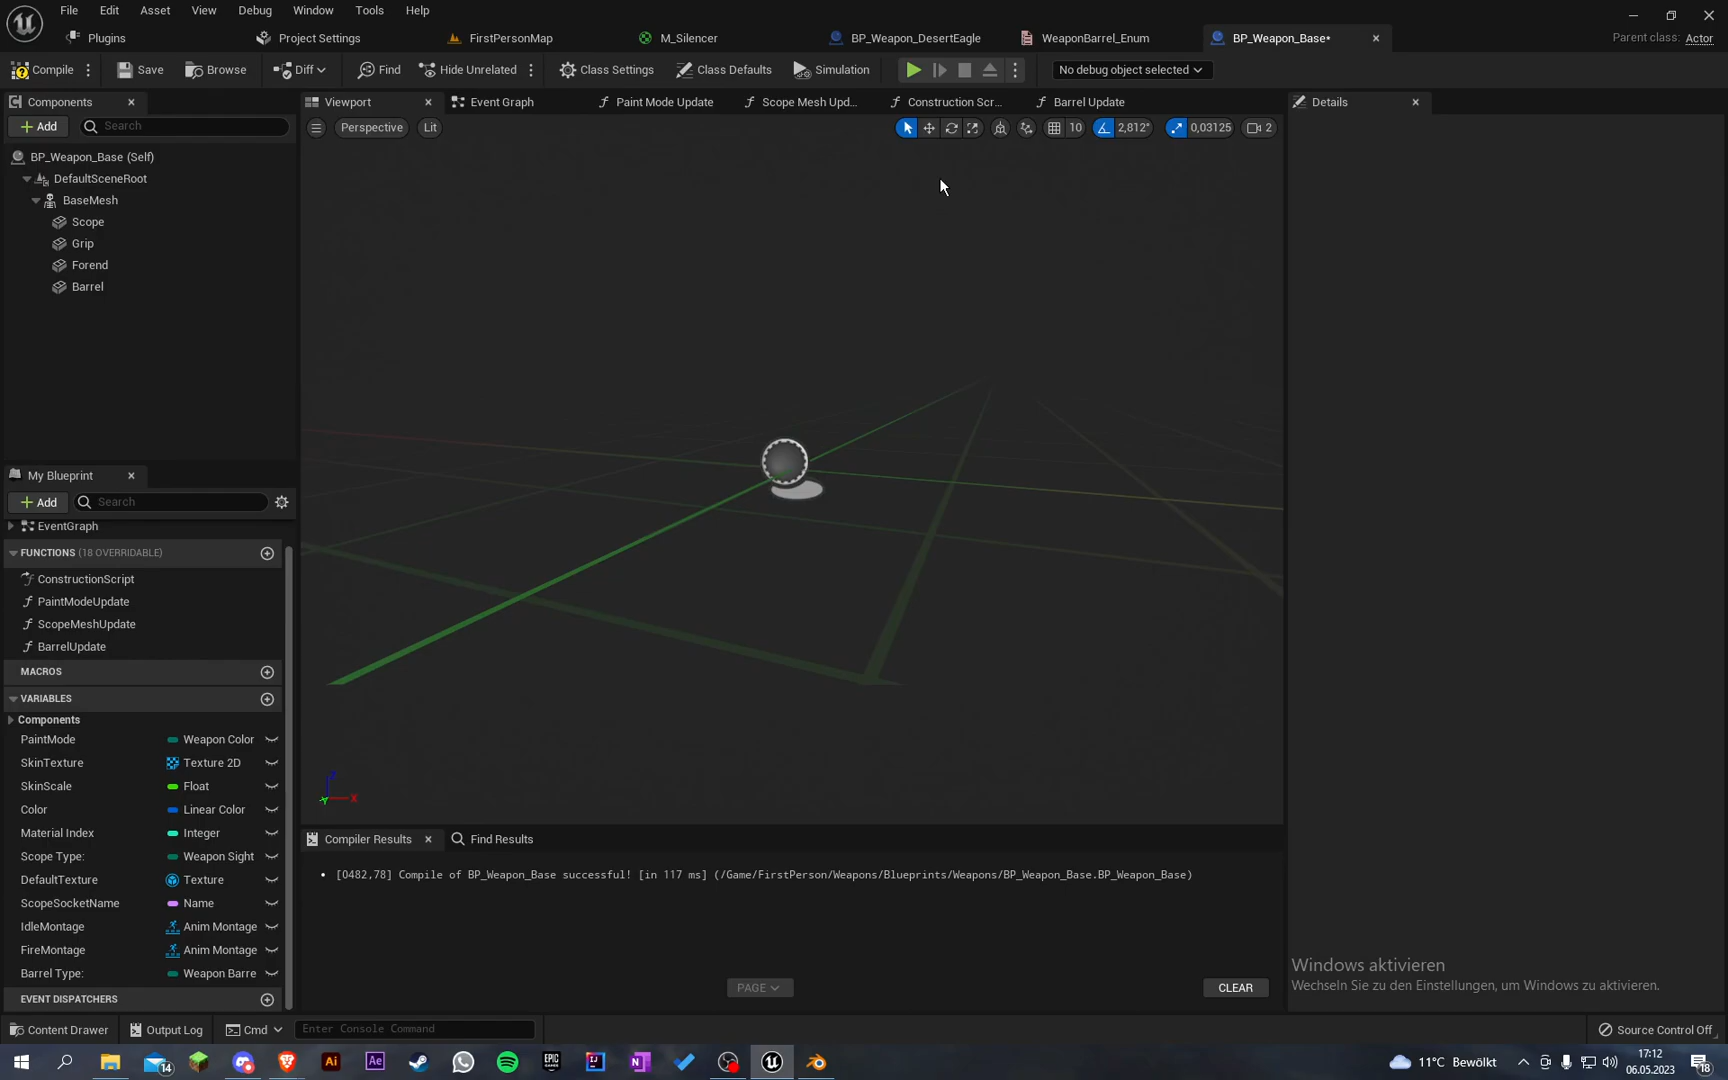 File Edit Asset View Debug Window Tools Help
Plugins Project Settings FirstPersonMap M_Silencer BP_Weapon_DesertEagle WeaponBarrel_Enum BP_Weapon_Base*
Parent class: Actor
Compile Save Browse Diff Find Hide Unrelated Class Settings Class Defaults Simulation No debug object selected
Components
Viewport Event Graph Paint Mode Update Scope Mesh Upd... Construction Scr... Barrel Update
Details
Add Search
Perspective Lit 10 2,812° 0,03125 2
BP_Weapon_Base (Self)
DefaultSceneRoot
BaseMesh
Scope
Grip
Forend
Barrel
My Blueprint
Add Search
EventGraph
FUNCTIONS (18 OVERRIDABLE)
ConstructionScript
PaintModeUpdate
ScopeMeshUpdate
BarrelUpdate
MACROS
VARIABLES
Components
PaintMode Weapon Color
SkinTexture Texture 2D
SkinScale Float
Color Linear Color
Material Index Integer
Scope Type: Weapon Sight
DefaultTexture Texture
ScopeSocketName Name
IdleMontage Anim Montage
FireMontage Anim Montage
Barrel Type: Weapon Barre
EVENT DISPATCHERS
Z
Y
X
Compiler Results Find Results
[0482,78] Compile of BP_Weapon_Base successful! [in 117 ms] (/Game/FirstPerson/Weapons/Blueprints/Weapons/BP_Weapon_Base.BP_Weapon_Base)
PAGE CLEAR
Windows aktivieren
Wechseln Sie zu den Einstellungen, um Windows zu aktivieren.
Content Drawer Output Log Cmd Enter Console Command Source Control Off
14 Ai Ae 11°C Bewölkt 17:12
06.05.2023
18